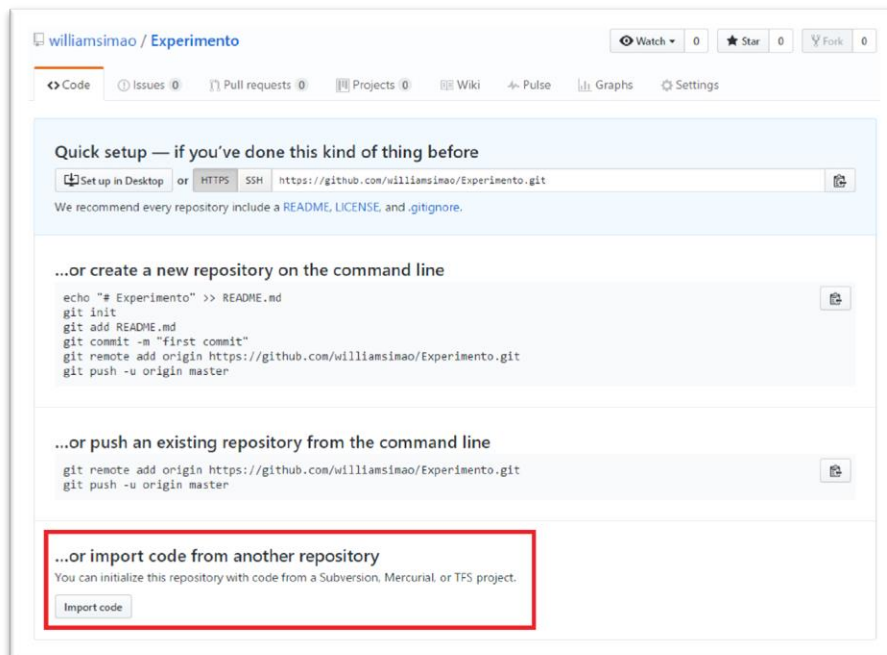 williamsimao / Experimento
Watch 0 Star 0 Fork 0
Code Issues 0 Pull requests 0 Projects 0 Wiki Pulse Graphs Settings
Quick setup — if you've done this kind of thing before
Set up in Desktop or HTTPS SSH https://github.com/williamsimao/Experimento.git
We recommend every repository include a README, LICENSE, and .gitignore.
...or create a new repository on the command line
echo "# Experimento" >> README.md
git init
git add README.md
git commit -m "first commit"
git remote add origin https://github.com/williamsimao/Experimento.git
git push -u origin master
...or push an existing repository from the command line
git remote add origin https://github.com/williamsimao/Experimento.git
git push -u origin master
...or import code from another repository
You can initialize this repository with code from a Subversion, Mercurial, or TFS project.
Import code